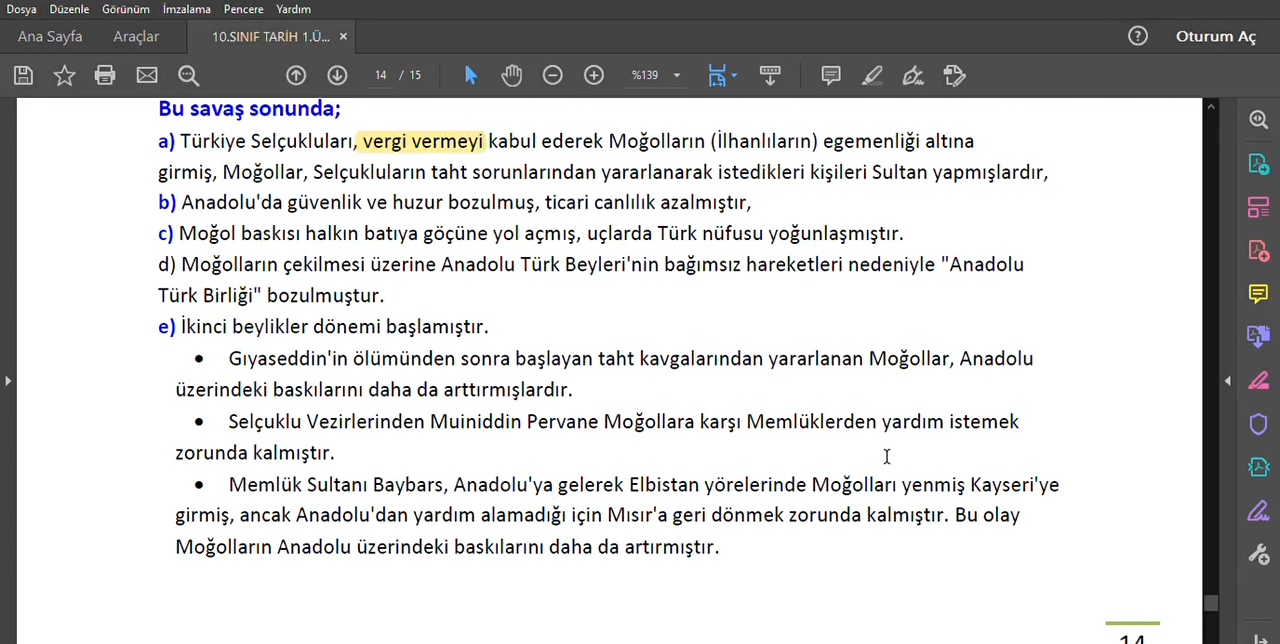 Dosya Düzenle Görünüm İmzalama Pencere Yardım
Ana Sayfa Araçlar 10.SINIF TARİH 1.Ü... × ? Oturum Aç
14 / 15 %139
Bu savaş sonunda;
a) Türkiye Selçukluları, vergi vermeyi kabul ederek Moğolların (İlhanlıların) egemenliği altına
girmiş, Moğollar, Selçukluların taht sorunlarından yararlanarak istedikleri kişileri Sultan yapmışlardır,
b) Anadolu'da güvenlik ve huzur bozulmuş, ticari canlılık azalmıştır,
c) Moğol baskısı halkın batıya göçüne yol açmış, uçlarda Türk nüfusu yoğunlaşmıştır.
d) Moğolların çekilmesi üzerine Anadolu Türk Beyleri'nin bağımsız hareketleri nedeniyle "Anadolu
Türk Birliği" bozulmuştur.
e) İkinci beylikler dönemi başlamıştır.
• Gıyaseddin'in ölümünden sonra başlayan taht kavgalarından yararlanan Moğollar, Anadolu
üzerindeki baskılarını daha da arttırmışlardır.
• Selçuklu Vezirlerinden Muiniddin Pervane Moğollara karşı Memlüklerden yardım istemek
zorunda kalmıştır.
• Memlük Sultanı Baybars, Anadolu'ya gelerek Elbistan yörelerinde Moğolları yenmiş Kayseri'ye
girmiş, ancak Anadolu'dan yardım alamadığı için Mısır'a geri dönmek zorunda kalmıştır. Bu olay
Moğolların Anadolu üzerindeki baskılarını daha da artırmıştır.
14